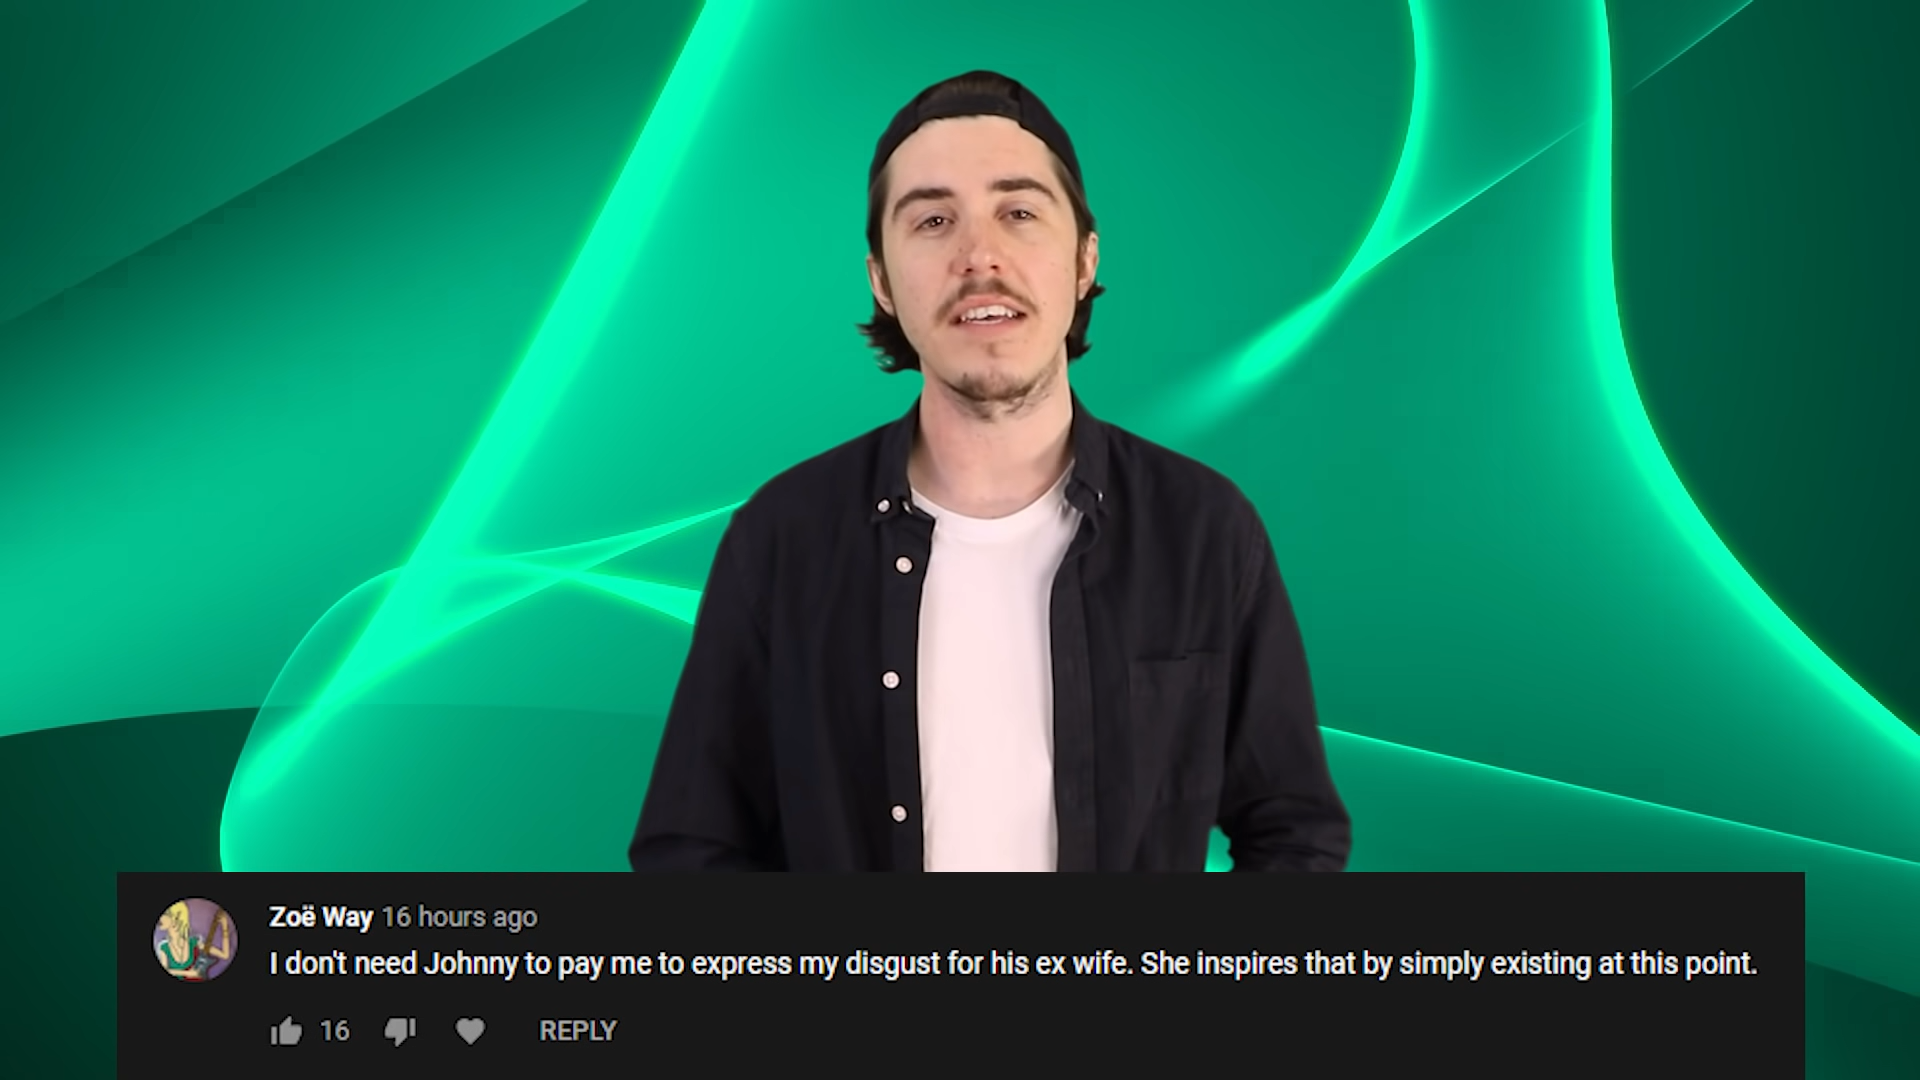 Zoë Way 16 hours ago
I don't need Johnny to pay me to express my disgust for his ex wife. She inspires that by simply existing at this point.
16 REPLY